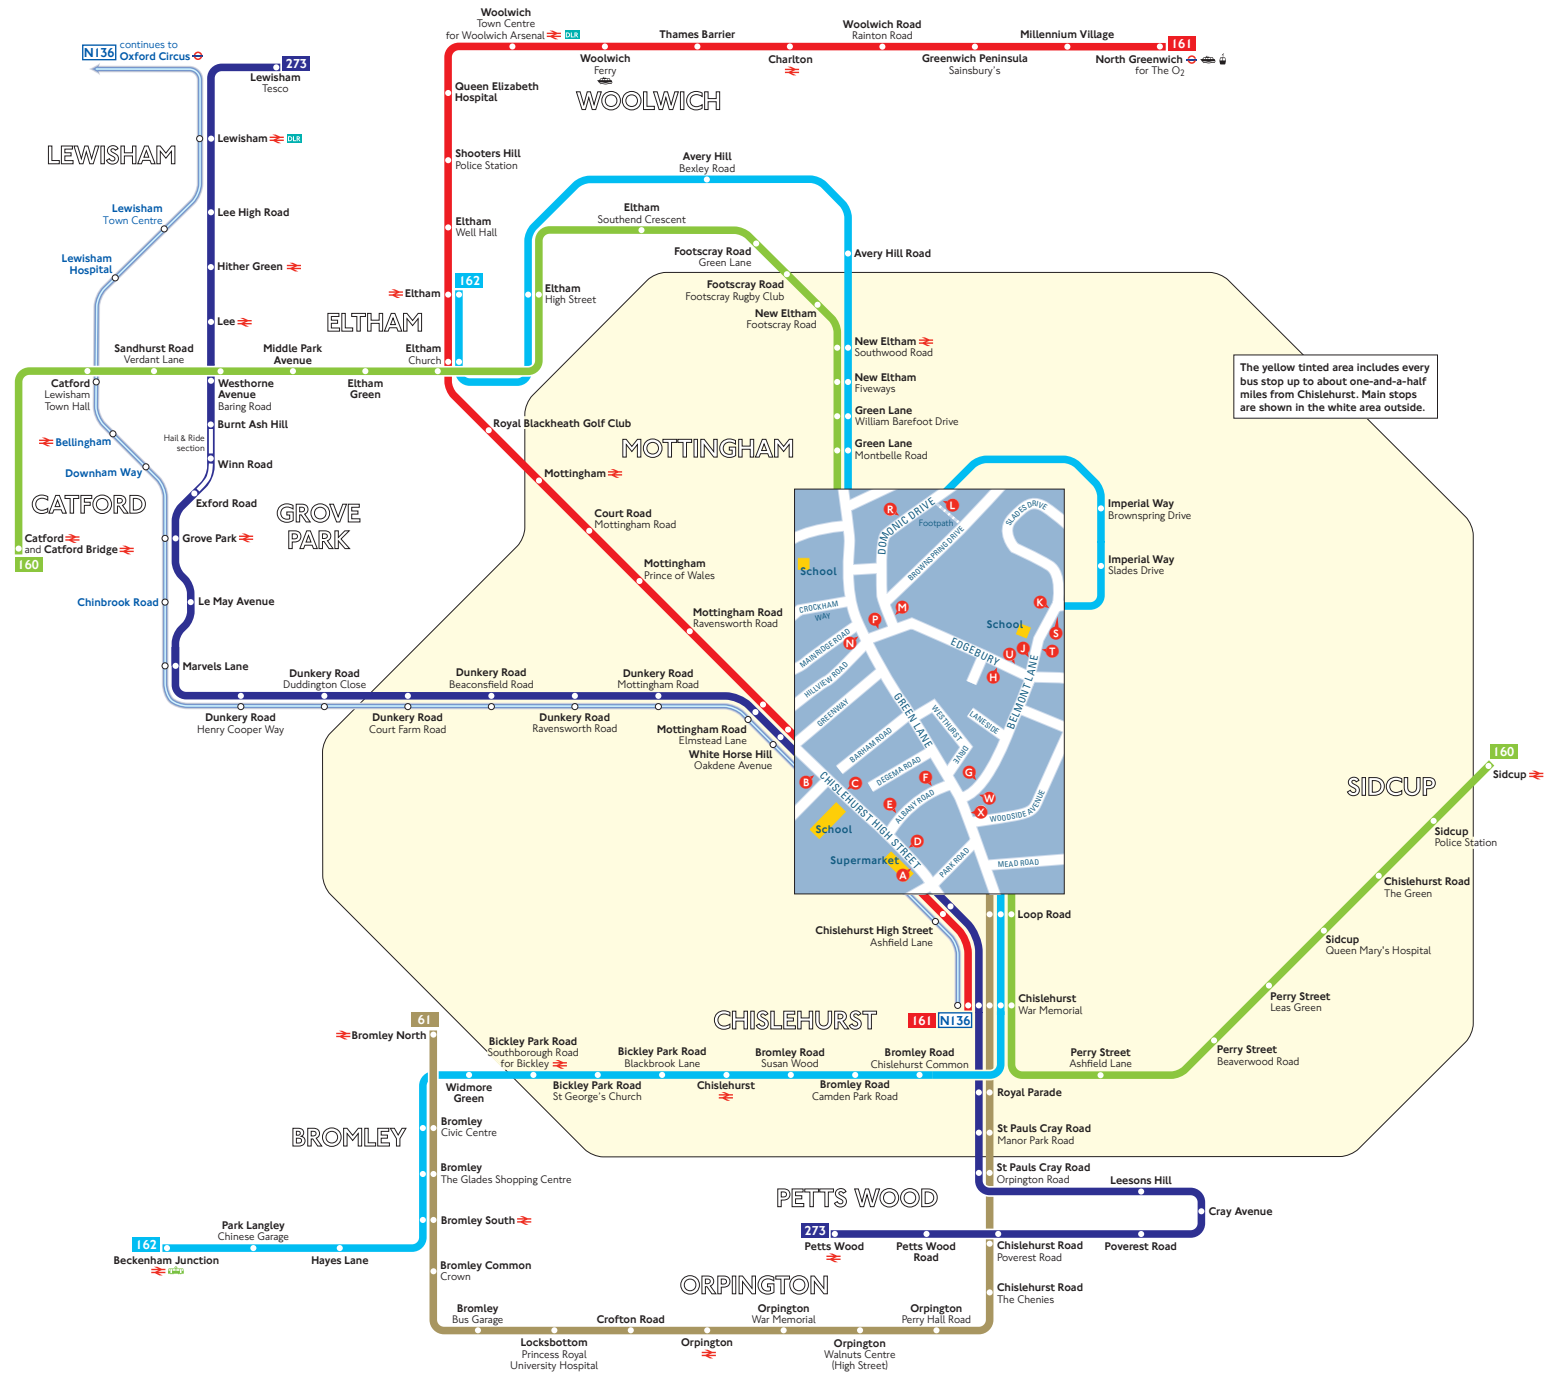 Woolwich
Town Centre
for Woolwich Arsenal DLR
Woolwich
Ferry
Thames Barrier
Charlton
Woolwich Road
Rainton Road
Greenwich Peninsula
Sainsbury's
Millennium Village
161
North Greenwich
for The O2
WOOLWICH
N136
continues to
Oxford Circus
273
Lewisham
Tesco
LEWISHAM
Lewisham DLR
Lewisham
Town Centre
Lee High Road
Lewisham
Hospital
Hither Green
Lee
Queen Elizabeth
Hospital
Shooters Hill
Police Station
Eltham
Well Hall
162
Eltham
ELTHAM
Eltham
Church
Avery Hill
Bexley Road
Eltham
Southend Crescent
Eltham
High Street
Footscray Road
Green Lane
Footscray Road
Footscray Rugby Club
New Eltham
Footscray Road
Avery Hill Road
New Eltham
Southwood Road
New Eltham
Fiveways
Green Lane
William Barefoot Drive
Green Lane
Montbelle Road
The yellow tinted area includes every
bus stop up to about one-and-a-half
miles from Chislehurst. Main stops
are shown in the white area outside.
Sandhurst Road
Verdant Lane
Middle Park
Avenue
Catford
Lewisham
Town Hall
Westhorne
Avenue
Baring Road
Eltham
Green
Burnt Ash Hill
Hail & Ride
section
Bellingham
Winn Road
Downham Way
Exford Road
CATFORD
GROVE
PARK
Catford
and Catford Bridge
160
Grove Park
Chinbrook Road
Le May Avenue
Marvels Lane
Royal Blackheath Golf Club
MOTTINGHAM
Mottingham
Court Road
Mottingham Road
Mottingham
Prince of Wales
Mottingham Road
Ravensworth Road
Dunkery Road
Duddington Close
Dunkery Road
Beaconsfield Road
Dunkery Road
Mottingham Road
Dunkery Road
Henry Cooper Way
Dunkery Road
Court Farm Road
Dunkery Road
Ravensworth Road
Mottingham Road
Elmstead Lane
White Horse Hill
Oakdene Avenue
Imperial Way
Brownspring Drive
Imperial Way
Slades Drive
R
L
DOMONIC DRIVE
Footpath
BROWNSPRING DRIVE
SLADES DRIVE
School
CROCKHAM
WAY
M
P
N
K
School
S
T
U
J
H
EDGEBURY
MAINRIDGE ROAD
HILLVIEW ROAD
GREENWAY
GREEN LANE
BELMONT LANE
WESTHURST
DRIVE
LANESIDE
BARHAM ROAD
DEGEMA ROAD
ALBANY ROAD
B
C
E
F
G
W
X
WOODSIDE AVENUE
CHISLEHURST HIGH STREET
School
Supermarket
D
A
PARK ROAD
MEAD ROAD
160
Sidcup
SIDCUP
Sidcup
Police Station
Chislehurst Road
The Green
Sidcup
Queen Mary's Hospital
Perry Street
Leas Green
Perry Street
Beaverwood Road
Perry Street
Ashfield Lane
Loop Road
Chislehurst High Street
Ashfield Lane
Chislehurst
War Memorial
CHISLEHURST
161
N136
61
Bromley North
Bickley Park Road
Southborough Road
for Bickley
Bickley Park Road
Blackbrook Lane
Bromley Road
Susan Wood
Bromley Road
Chislehurst Common
Widmore
Green
Bickley Park Road
St George's Church
Chislehurst
Bromley Road
Camden Park Road
Royal Parade
St Pauls Cray Road
Manor Park Road
St Pauls Cray Road
Orpington Road
BROMLEY
Bromley
Civic Centre
Bromley
The Glades Shopping Centre
Bromley South
162
Beckenham Junction
Park Langley
Chinese Garage
Hayes Lane
Bromley Common
Crown
PETTS WOOD
Leesons Hill
Cray Avenue
273
Petts Wood
Petts Wood
Road
Chislehurst Road
Poverest Road
Poverest Road
ORPINGTON
Chislehurst Road
The Chenies
Bromley
Bus Garage
Locksbottom
Princess Royal
University Hospital
Crofton Road
Orpington
Orpington
War Memorial
Orpington
Walnuts Centre
(High Street)
Orpington
Perry Hall Road